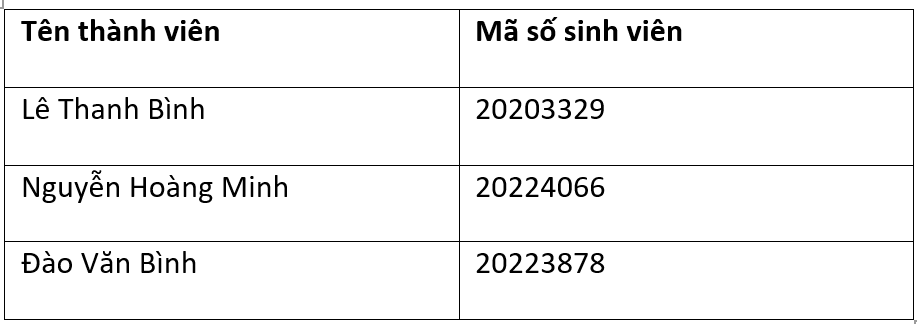 Tên thành viên Mã số sinh viên
Lê Thanh Bình 20203329
Nguyễn Hoàng Minh 20224066
Đào Văn Bình 20223878